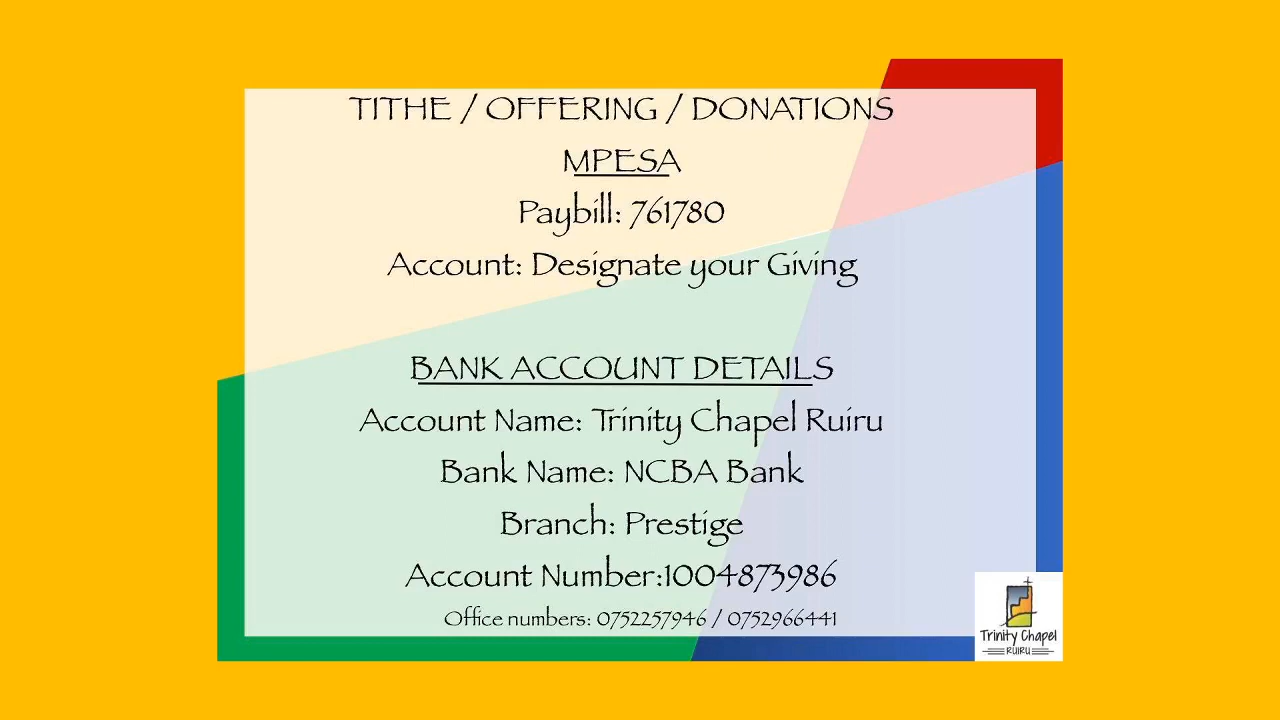 TITHE / OFFERING / DONATIONS
MPESA
Paybill: 761780
Account: Designate your Giving
BANK ACCOUNT DETAILS
Account Name: Trinity Chapel Ruiru
Bank Name: NCBA Bank
Branch: Prestige
Account Number:1004873986
Office numbers: 0752257946 / 0752966441
Trinity Chapel
RUIRU